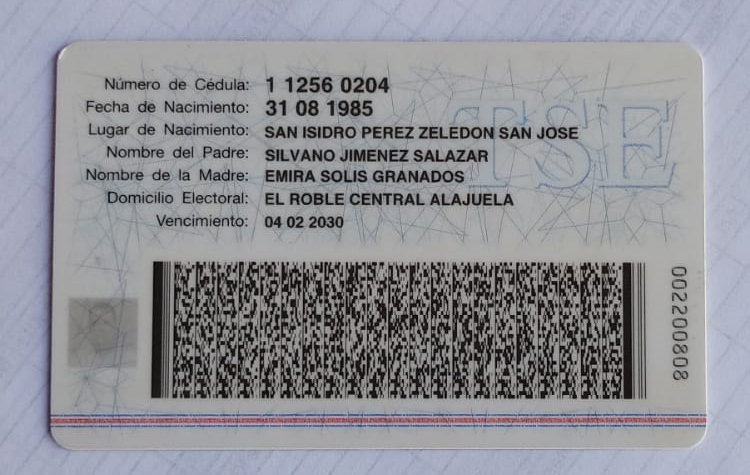 TSE
Número de Cédula: 1 1256 0204
Fecha de Nacimiento: 31 08 1985
Lugar de Nacimiento: SAN ISIDRO PEREZ ZELEDON SAN JOSE
Nombre del Padre: SILVANO JIMENEZ SALAZAR
Nombre de la Madre: EMIRA SOLIS GRANADOS
Domicilio Electoral: EL ROBLE CENTRAL ALAJUELA
Vencimiento: 04 02 2030
002200808